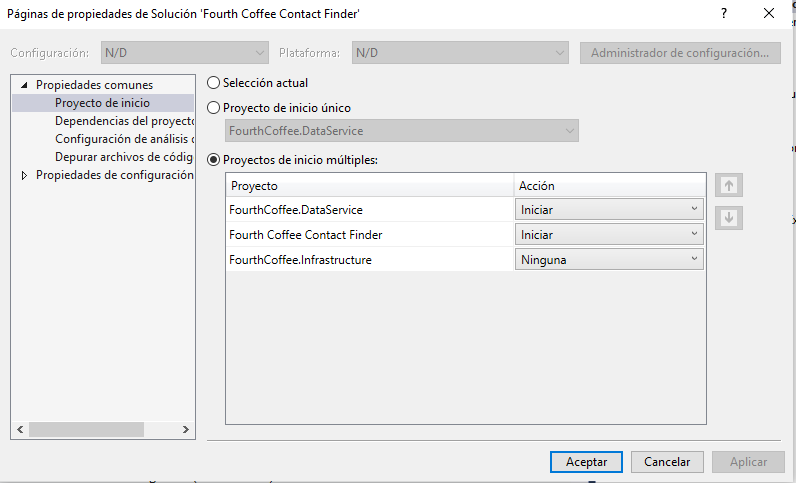 Páginas de propiedades de Solución 'Fourth Coffee Contact Finder'
?
Configuración: N/D Plataforma: N/D Administrador de configuración...
Propiedades comunes
Proyecto de inicio
Dependencias del proyecto
Configuración de análisis
Depurar archivos de códig
Propiedades de configuración
Selección actual
Proyecto de inicio único
FourthCoffee.DataService
Proyectos de inicio múltiples:
Proyecto Acción
FourthCoffee.DataService Iniciar
Fourth Coffee Contact Finder Iniciar
FourthCoffee.Infrastructure Ninguna
Aceptar Cancelar Aplicar